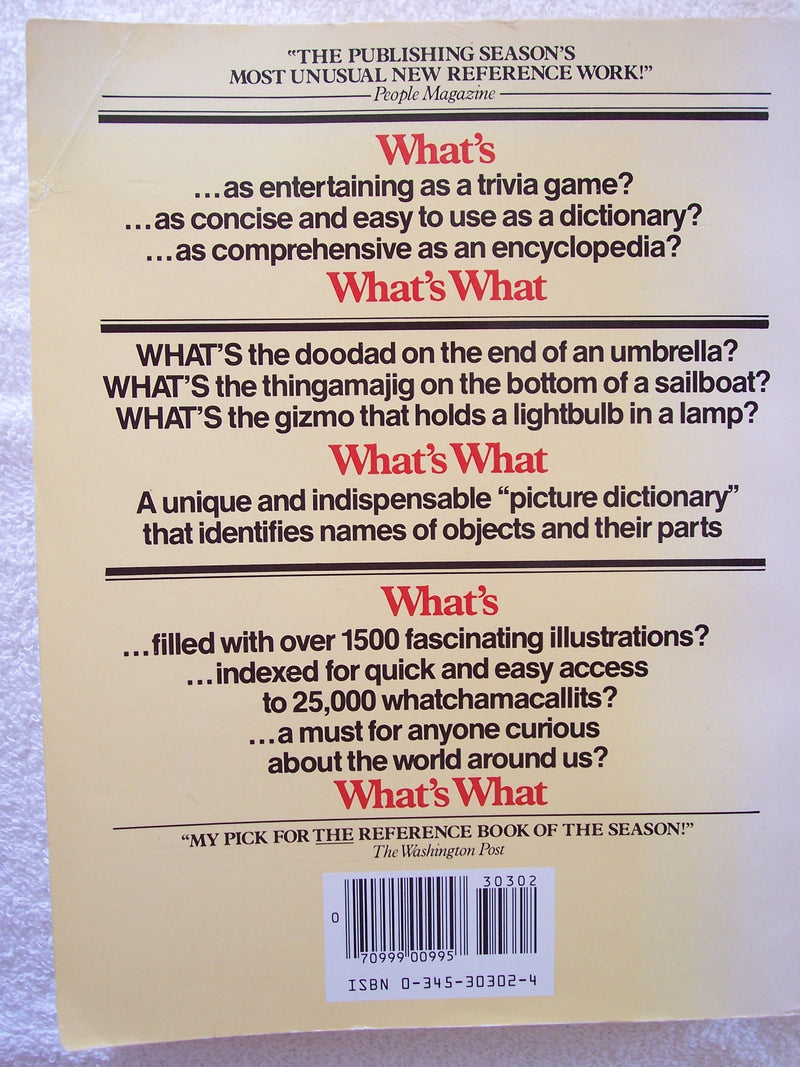 “THE PUBLISHING SEASON’S
MOST UNUSUAL NEW REFERENCE WORK!”
People Magazine
What’s
...as entertaining as a trivia game?
...as concise and easy to use as a dictionary?
...as comprehensive as an encyclopedia?
What’s What
WHAT’S the doodad on the end of an umbrella?
WHAT’S the thingamajig on the bottom of a sailboat?
WHAT’S the gizmo that holds a lightbulb in a lamp?
What’s What
A unique and indispensable “picture dictionary”
that identifies names of objects and their parts
What’s
...filled with over 1500 fascinating illustrations?
...indexed for quick and easy access
to 25,000 whatchamacallits?
...a must for anyone curious
about the world around us?
What’s What
“MY PICK FOR THE REFERENCE BOOK OF THE SEASON!”
The Washington Post
30302
0
70999 00995
ISBN 0-345-30302-4